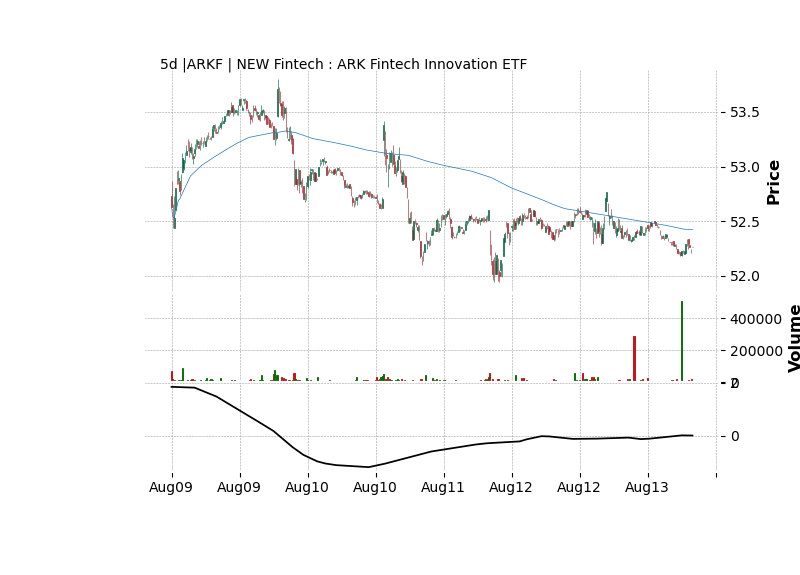 5d |ARKF | NEW Fintech : ARK Fintech Innovation ETF
53.5
53.0
52.5
52.0
Price
400000
200000
0
Volume
2
0
Aug09 Aug09 Aug10 Aug10 Aug11 Aug12 Aug12 Aug13